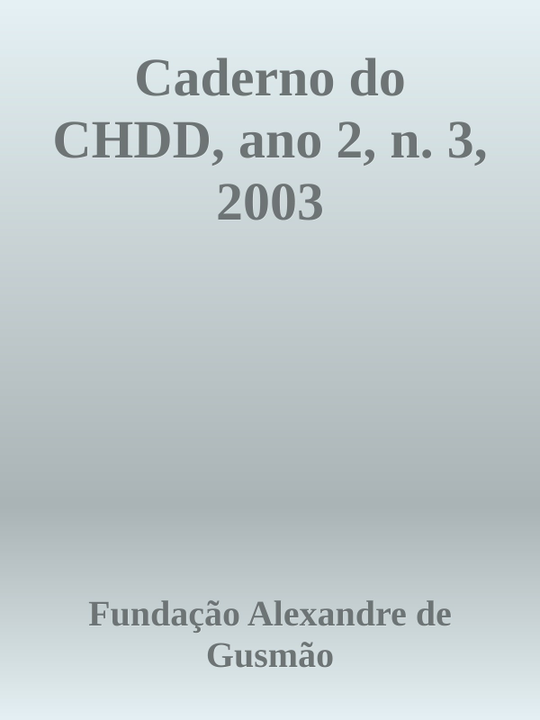 Caderno do
CHDD, ano 2, n. 3,
2003
Fundação Alexandre de
Gusmão